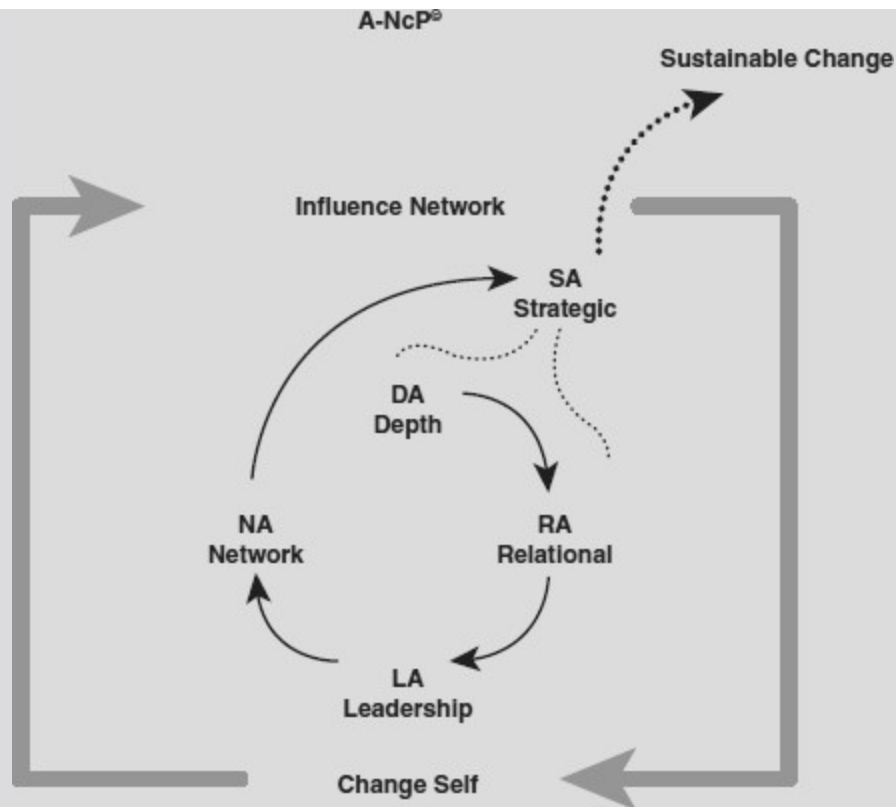 A-NcP©
Sustainable Change
Influence Network
SA
Strategic
DA
Depth
NA
Network
RA
Relational
LA
Leadership
Change Self